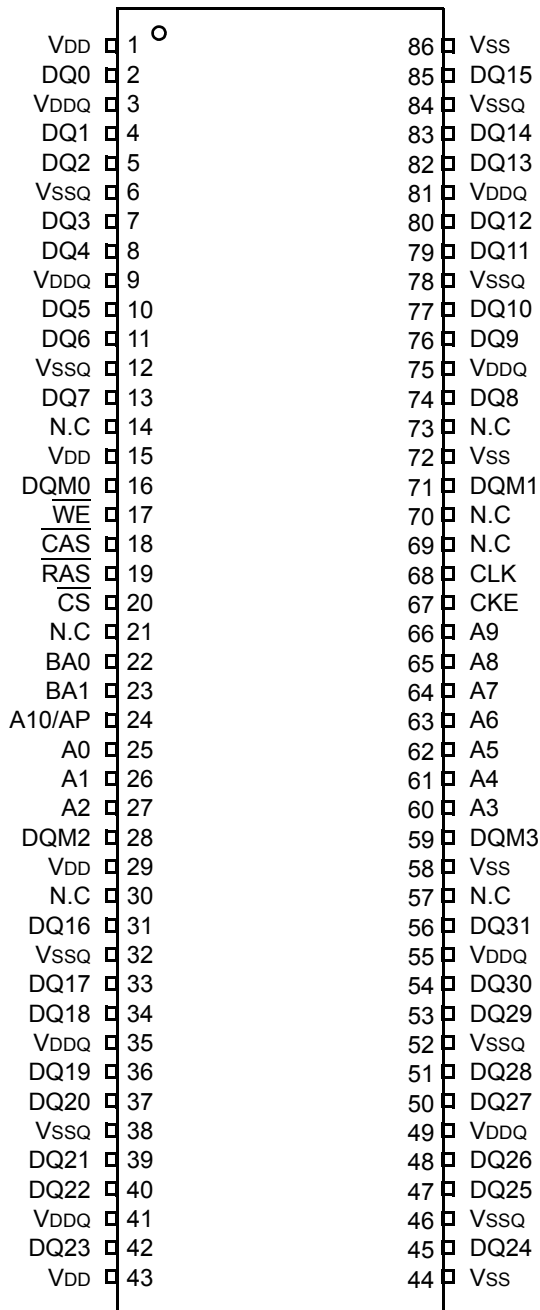 VDD 1 86 VSS
DQ0 2 85 DQ15
VDDQ 3 84 VSSQ
DQ1 4 83 DQ14
DQ2 5 82 DQ13
VSSQ 6 81 VDDQ
DQ3 7 80 DQ12
DQ4 8 79 DQ11
VDDQ 9 78 VSSQ
DQ5 10 77 DQ10
DQ6 11 76 DQ9
VSSQ 12 75 VDDQ
DQ7 13 74 DQ8
N.C 14 73 N.C
VDD 15 72 VSS
DQM0 16 71 DQM1
W̅E̅ 17 70 N.C
C̅A̅S̅ 18 69 N.C
R̅A̅S̅ 19 68 CLK
C̅S̅ 20 67 CKE
N.C 21 66 A9
BA0 22 65 A8
BA1 23 64 A7
A10/AP 24 63 A6
A0 25 62 A5
A1 26 61 A4
A2 27 60 A3
DQM2 28 59 DQM3
VDD 29 58 VSS
N.C 30 57 N.C
DQ16 31 56 DQ31
VSSQ 32 55 VDDQ
DQ17 33 54 DQ30
DQ18 34 53 DQ29
VDDQ 35 52 VSSQ
DQ19 36 51 DQ28
DQ20 37 50 DQ27
VSSQ 38 49 VDDQ
DQ21 39 48 DQ26
DQ22 40 47 DQ25
VDDQ 41 46 VSSQ
DQ23 42 45 DQ24
VDD 43 44 VSS